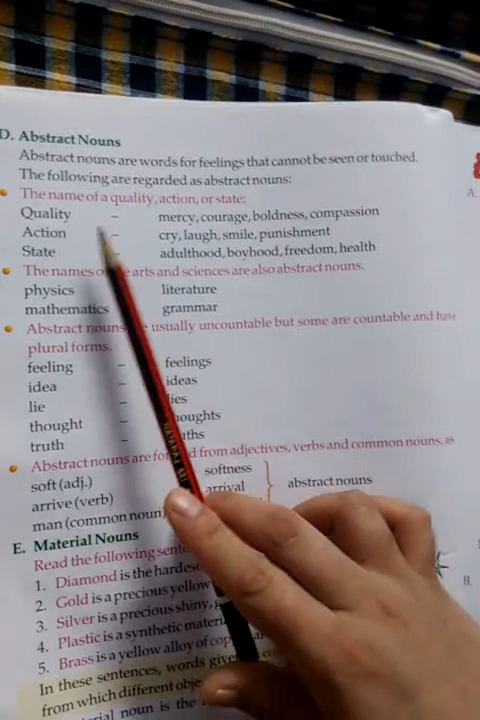 D. Abstract Nouns
Abstract nouns are words for feelings that cannot be seen or touched.
The following are regarded as abstract nouns:
• The name of a quality, action, or state:
Quality – mercy, courage, boldness, compassion
Action – cry, laugh, smile, punishment
State – adulthood, boyhood, freedom, health
• The names o arts and sciences are also abstract nouns.
physics literature
mathematics grammar
• Abstract nouns usually uncountable but some are countable and have
plural forms.
feeling – feelings
idea – ideas
lie – lies
thought – houghts
truth – ths
• Abstract nouns are fo d from adjectives, verbs and common nouns, as
soft (adj.) softness
arrive (verb) arrival abstract nouns
man (common noun)
E. Material Nouns
Read the following sent
1. Diamond is the hardes
2. Gold is a precious yellow
3. Silver is a precious shiny,
4. Plastic is a synthetic materi
5. Brass is a yellow alloy of cop
In these sentences, words give
from which different obje
rial noun is the
A.
B.